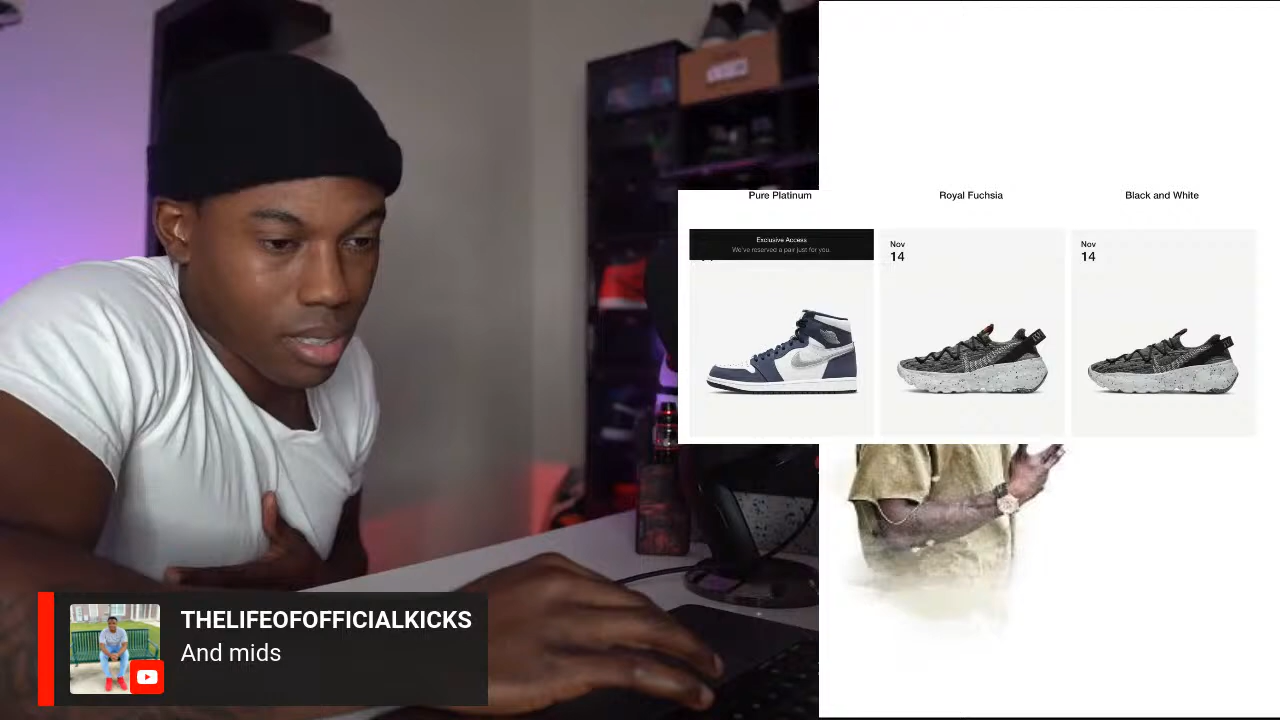 Pure Platinum
Royal Fuchsia
Black and White
Exclusive Access
We've reserved a pair just for you.
Nov
14
Nov
14
THELIFEOFOFFICIALKICKS
And mids